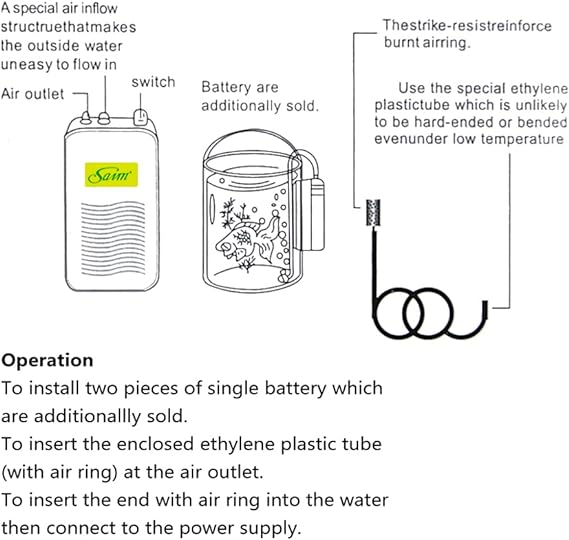 A special air inflow
structruethatmakes
the outside water
uneasy to flow in
Air outlet
switch
Battery are
additionally sold.
Thestrike-resistreinforce
burnt airring.
Use the special ethylene
plastictube which is unlikely
to be hard-ended or bended
evenunder low temperature
Saim
Operation
To install two pieces of single battery which
are additionallly sold.
To insert the enclosed ethylene plastic tube
(with air ring) at the air outlet.
To insert the end with air ring into the water
then connect to the power supply.